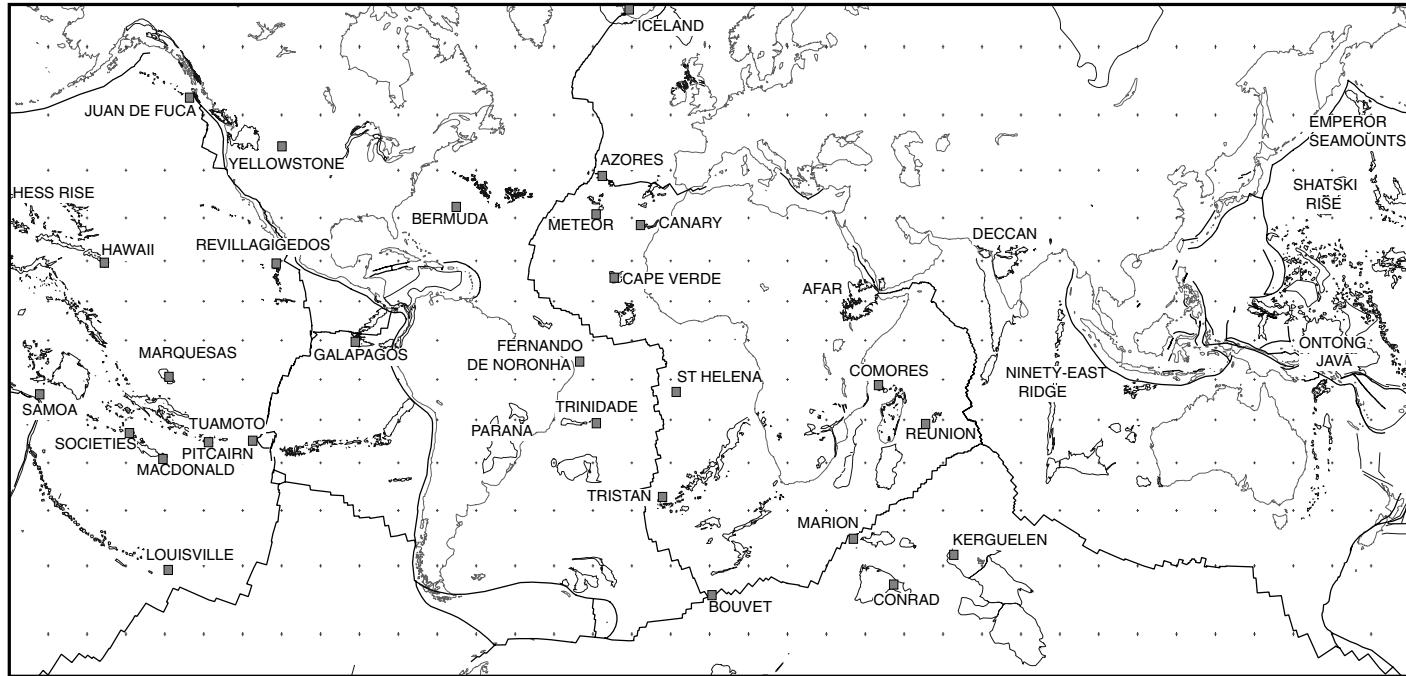 ICELAND
JUAN DE FUCA
EMPEROR
SEAMOUNTS
YELLOWSTONE
AZORES
HESS RISE
SHATSKI
RISE
BERMUDA
METEOR
CANARY
DECCAN
HAWAII
REVILLAGIGEDOS
CAPE VERDE
AFAR
MARQUESAS
GALAPAGOS
FERNANDO
DE NORONHA
ONTONG
JAVA
ST HELENA
COMORES
NINETY-EAST
RIDGE
SAMOA
TUAMOTO
TRINIDADE
PARANA
REUNION
SOCIETIES
PITCAIRN
MACDONALD
TRISTAN
MARION
LOUISVILLE
KERGUELEN
BOUVET
CONRAD